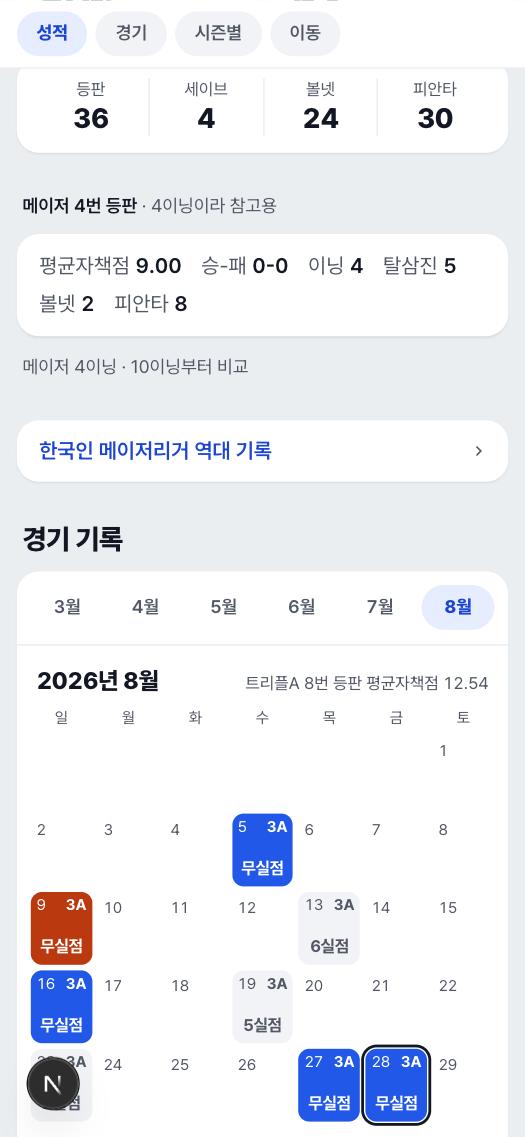 성적 경기 시즌별 이동
등판 세이브 볼넷 피안타
36 4 24 30
메이저 4번 등판 · 4이닝이라 참고용
평균자책점 9.00 승-패 0-0 이닝 4 탈삼진 5
볼넷 2 피안타 8
메이저 4이닝 · 10이닝부터 비교
한국인 메이저리거 역대 기록
경기 기록
3월 4월 5월 6월 7월 8월
2026년 8월 트리플A 8번 등판 평균자책점 12.54
일 월 화 수 목 금 토
1
2 3 4 5 3A 6 7 8
무실점
9 3A 10 11 12 13 3A 14 15
무실점 6실점
16 3A 17 18 19 3A 20 21 22
무실점 5실점
3A 24 25 26 27 3A 28 3A 29
N 무실점 무실점